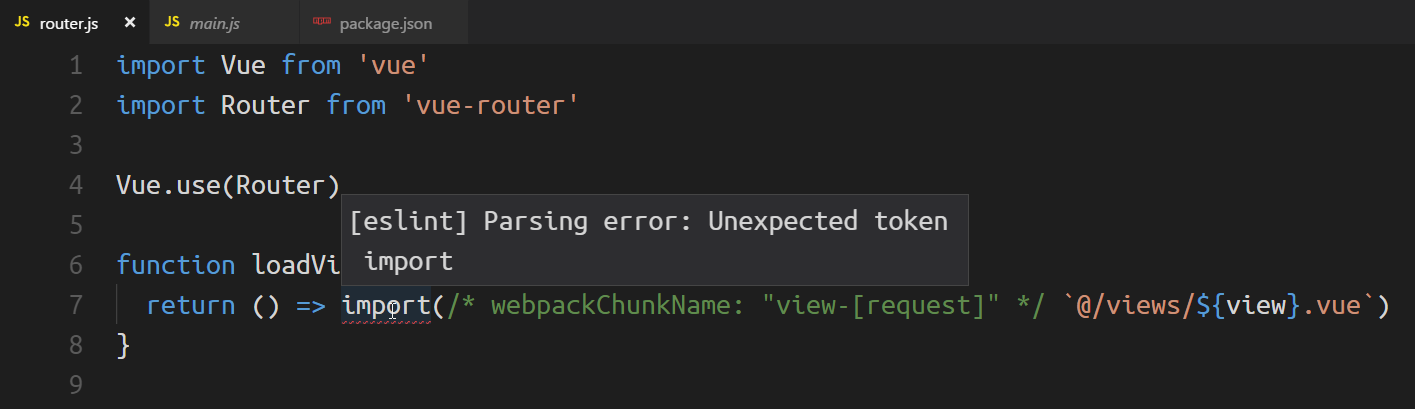 JS router.js × JS main.js npm package.json
1 import Vue from 'vue'
2 import Router from 'vue-router'
3
4 Vue.use(Router)
5
[eslint] Parsing error: Unexpected token
import
6 function loadVi
7 return () => import(/* webpackChunkName: "view-[request]" */ `@/views/${view}.vue`)
8 }
9